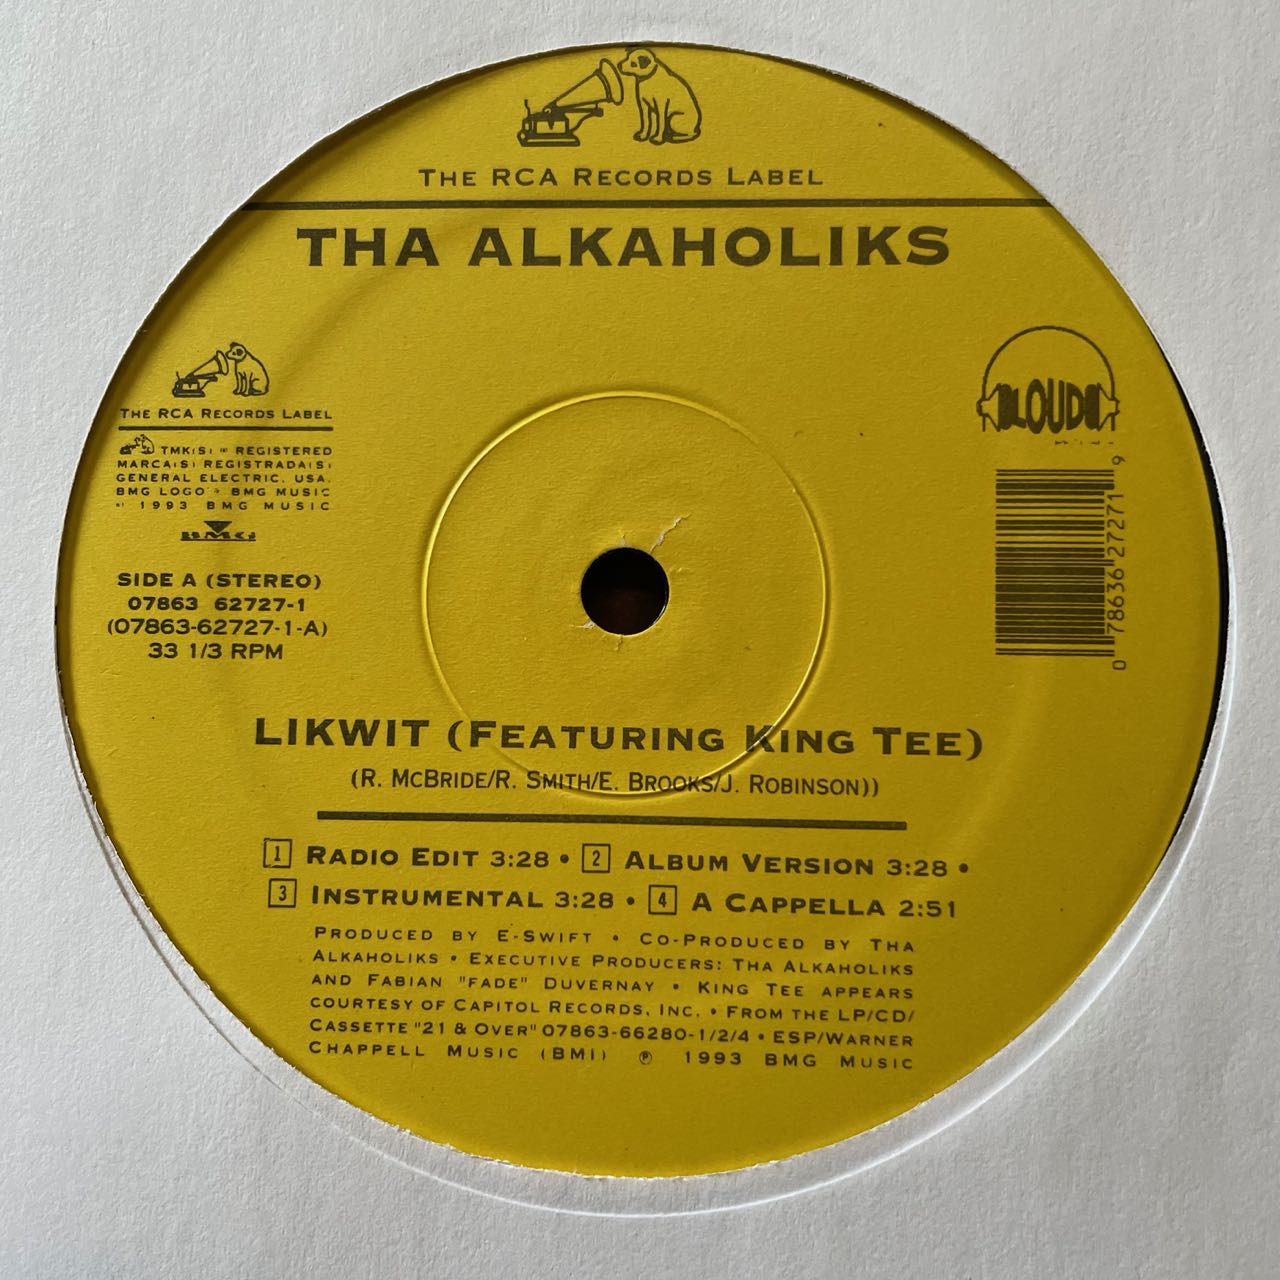 THE RCA RECORDS LABEL
THA ALKAHOLIKS
LOUD
THE RCA RECORDS LABEL
TMK(S) ® REGISTERED
MARCA(S) REGISTRADA(S)
GENERAL ELECTRIC, USA.
BMG LOGO ® BMG MUSIC
1993 BMG MUSIC
BMG
SIDE A (STEREO)
07863 62727-1
(07863-62727-1-A)
33 1/3 RPM
0 78636 27271 9
LIKWIT (FEATURING KING TEE)
(R. MCBRIDE/R. SMITH/E. BROOKS/J. ROBINSON))
1 RADIO EDIT 3:28 • 2 ALBUM VERSION 3:28 •
3 INSTRUMENTAL 3:28 • 4 A CAPPELLA 2:51
PRODUCED BY E-SWIFT • CO-PRODUCED BY THA
ALKAHOLIKS • EXECUTIVE PRODUCERS: THA ALKAHOLIKS
AND FABIAN "FADE" DUVERNAY • KING TEE APPEARS
COURTESY OF CAPITOL RECORDS, INC. • FROM THE LP/CD/
CASSETTE "21 & OVER" 07863-66280-1/2/4 • ESP/WARNER
CHAPPELL MUSIC (BMI) ℗ 1993 BMG MUSIC